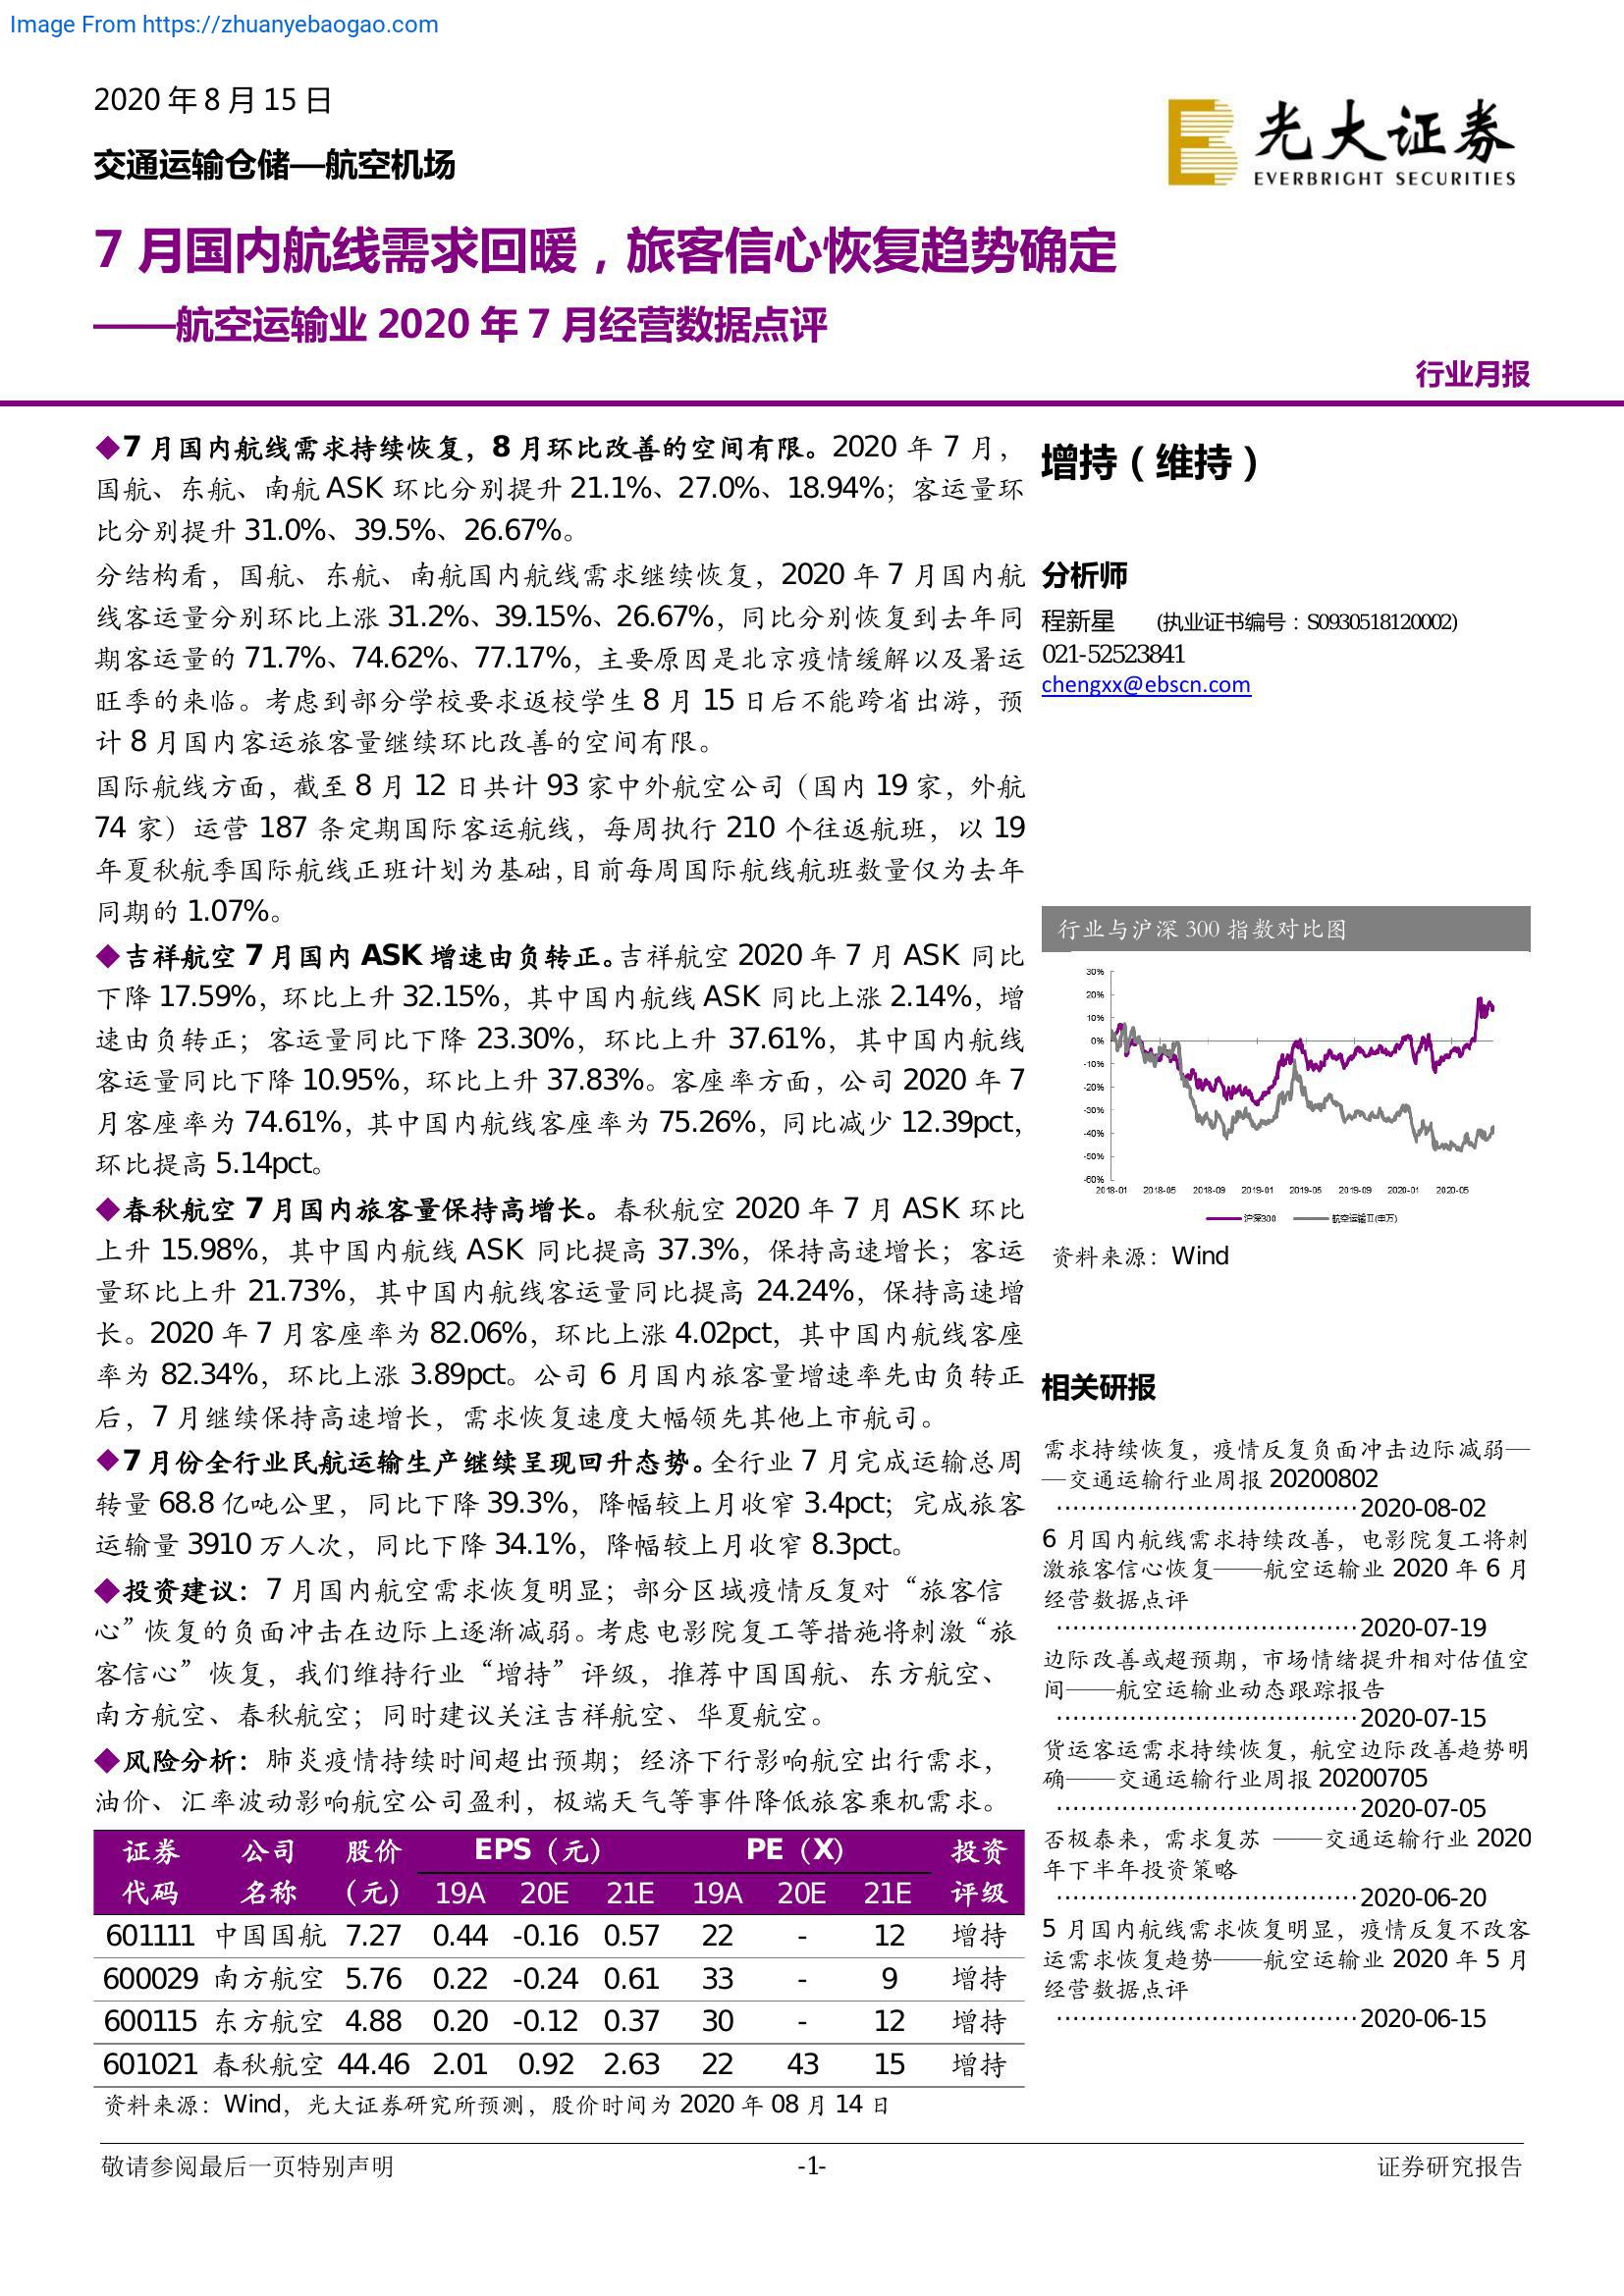 Image From https://zhuanyebaogao.com
2020 年 8 月 15 日
交通运输仓储—航空机场
光大证券
EVERBRIGHT SECURITIES
7 月国内航线需求回暖，旅客信心恢复趋势确定
——航空运输业 2020 年 7 月经营数据点评
行业月报
◆7 月国内航线需求持续恢复，8 月环比改善的空间有限。2020 年 7 月，
国航、东航、南航 ASK 环比分别提升 21.1%、27.0%、18.94%；客运量环
比分别提升 31.0%、39.5%、26.67%。
分结构看，国航、东航、南航国内航线需求继续恢复，2020 年 7 月国内航
线客运量分别环比上涨 31.2%、39.15%、26.67%，同比分别恢复到去年同
期客运量的 71.7%、74.62%、77.17%，主要原因是北京疫情缓解以及暑运
旺季的来临。考虑到部分学校要求返校学生 8 月 15 日后不能跨省出游，预
计 8 月国内客运旅客量继续环比改善的空间有限。
国际航线方面，截至 8 月 12 日共计 93 家中外航空公司（国内 19 家，外航
74 家）运营 187 条定期国际客运航线，每周执行 210 个往返航班，以 19
年夏秋航季国际航线正班计划为基础，目前每周国际航线航班数量仅为去年
同期的 1.07%。
◆吉祥航空 7 月国内 ASK 增速由负转正。吉祥航空 2020 年 7 月 ASK 同比
下降 17.59%，环比上升 32.15%，其中国内航线 ASK 同比上涨 2.14%，增
速由负转正；客运量同比下降 23.30%，环比上升 37.61%，其中国内航线
客运量同比下降 10.95%，环比上升 37.83%。客座率方面，公司 2020 年 7
月客座率为 74.61%，其中国内航线客座率为 75.26%，同比减少 12.39pct，
环比提高 5.14pct。
◆春秋航空 7 月国内旅客量保持高增长。春秋航空 2020 年 7 月 ASK 环比
上升 15.98%，其中国内航线 ASK 同比提高 37.3%，保持高速增长；客运
量环比上升 21.73%，其中国内航线客运量同比提高 24.24%，保持高速增
长。2020 年 7 月客座率为 82.06%，环比上涨 4.02pct，其中国内航线客座
率为 82.34%，环比上涨 3.89pct。公司 6 月国内旅客量增速率先由负转正
后，7 月继续保持高速增长，需求恢复速度大幅领先其他上市航司。
◆7 月份全行业民航运输生产继续呈现回升态势。全行业 7 月完成运输总周
转量 68.8 亿吨公里，同比下降 39.3%，降幅较上月收窄 3.4pct；完成旅客
运输量 3910 万人次，同比下降 34.1%，降幅较上月收窄 8.3pct。
◆投资建议：7 月国内航空需求恢复明显；部分区域疫情反复对“旅客信
心”恢复的负面冲击在边际上逐渐减弱。考虑电影院复工等措施将刺激“旅
客信心”恢复，我们维持行业“增持”评级，推荐中国国航、东方航空、
南方航空、春秋航空；同时建议关注吉祥航空、华夏航空。
◆风险分析：肺炎疫情持续时间超出预期；经济下行影响航空出行需求，
油价、汇率波动影响航空公司盈利，极端天气等事件降低旅客乘机需求。
证券 公司 股价 EPS（元） PE（X） 投资
代码 名称 （元） 19A 20E 21E 19A 20E 21E 评级
601111 中国国航 7.27 0.44 -0.16 0.57 22 - 12 增持
600029 南方航空 5.76 0.22 -0.24 0.61 33 - 9 增持
600115 东方航空 4.88 0.20 -0.12 0.37 30 - 12 增持
601021 春秋航空 44.46 2.01 0.92 2.63 22 43 15 增持
资料来源：Wind，光大证券研究所预测，股价时间为 2020 年 08 月 14 日
增持（维持）
分析师
程新星 (执业证书编号：S0930518120002)
021-52523841
chengxx@ebscn.com
行业与沪深 300 指数对比图
30%
20%
10%
0%
-10%
-20%
-30%
-40%
-50%
-60%
2018-01 2018-05 2018-09 2019-01 2019-05 2019-09 2020-01 2020-05
沪深300 航空运输Ⅱ(申万)
资料来源：Wind
相关研报
需求持续恢复，疫情反复负面冲击边际减弱—
—交通运输行业周报 20200802
····································2020-08-02
6 月国内航线需求持续改善，电影院复工将刺
激旅客信心恢复——航空运输业 2020 年 6 月
经营数据点评
····································2020-07-19
边际改善或超预期，市场情绪提升相对估值空
间——航空运输业动态跟踪报告
····································2020-07-15
货运客运需求持续恢复，航空边际改善趋势明
确——交通运输行业周报 20200705
····································2020-07-05
否极泰来，需求复苏 ——交通运输行业 2020
年下半年投资策略
····································2020-06-20
5 月国内航线需求恢复明显，疫情反复不改客
运需求恢复趋势——航空运输业 2020 年 5 月
经营数据点评
····································2020-06-15
敬请参阅最后一页特别声明 -1- 证券研究报告